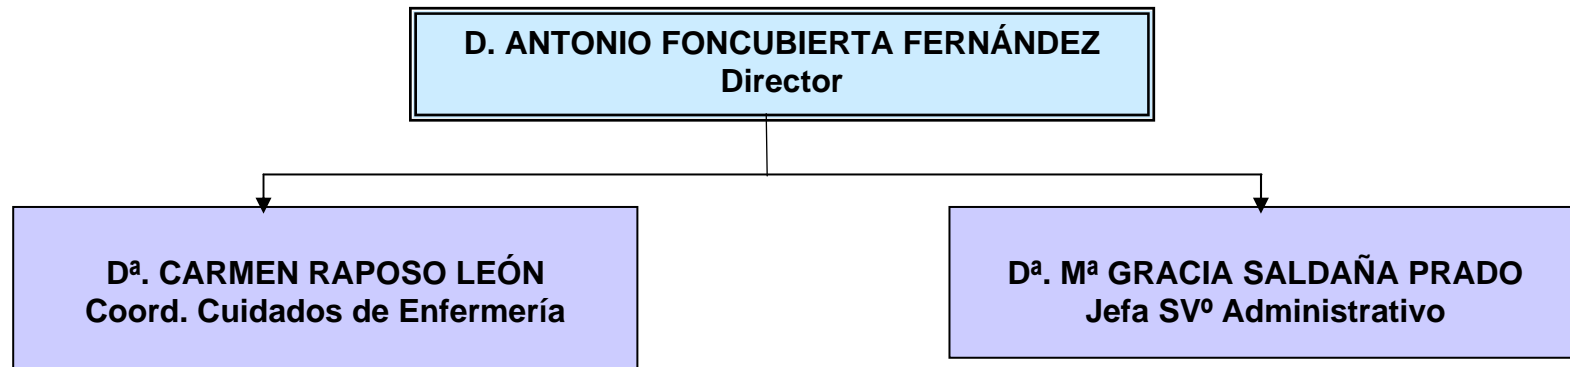 D. ANTONIO FONCUBIERTA FERNÁNDEZ
Director
Dª. CARMEN RAPOSO LEÓN
Coord. Cuidados de Enfermería
Dª. Mª GRACIA SALDAÑA PRADO
Jefa SVº Administrativo